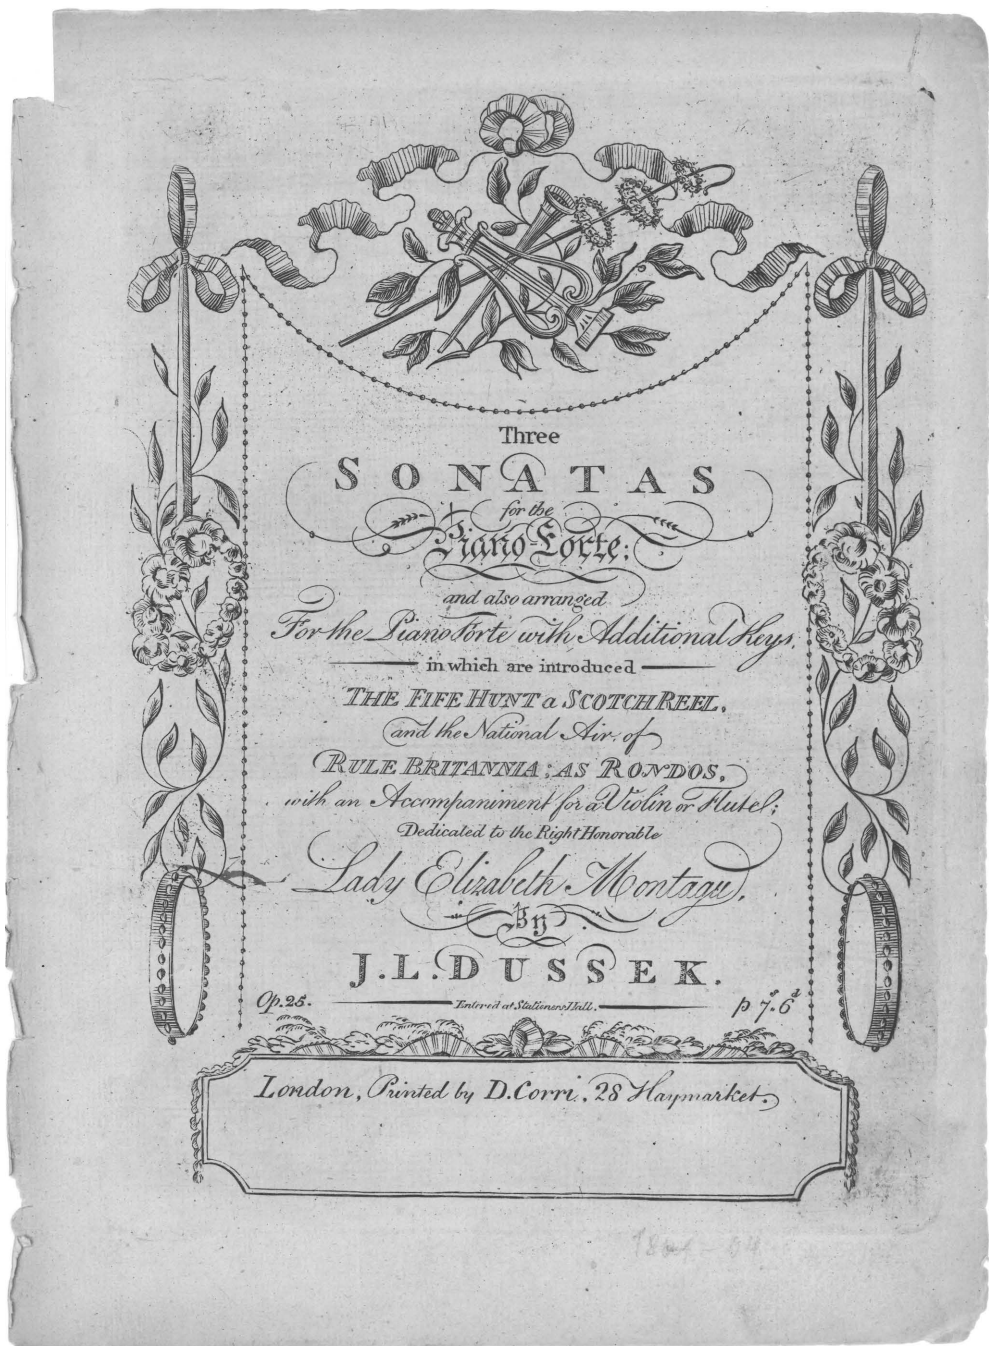 Three
SONATAS
for the
Piano-Forte:
and also arranged
For the Piano Forte with Additional Keys,
in which are introduced
THE FIFE HUNT a SCOTCH REEL,
and the National Air, of
RULE BRITANNIA: AS RONDOS,
with an Accompaniment for a Violin or Flute;
Dedicated to the Right Honorable
Lady Elizabeth Montagu,
By
J.L.DUSSEK.
Op.25. Entered at Stationers Hall. p 7.s 6d
London, Printed by D. Corri, 28 Haymarket.